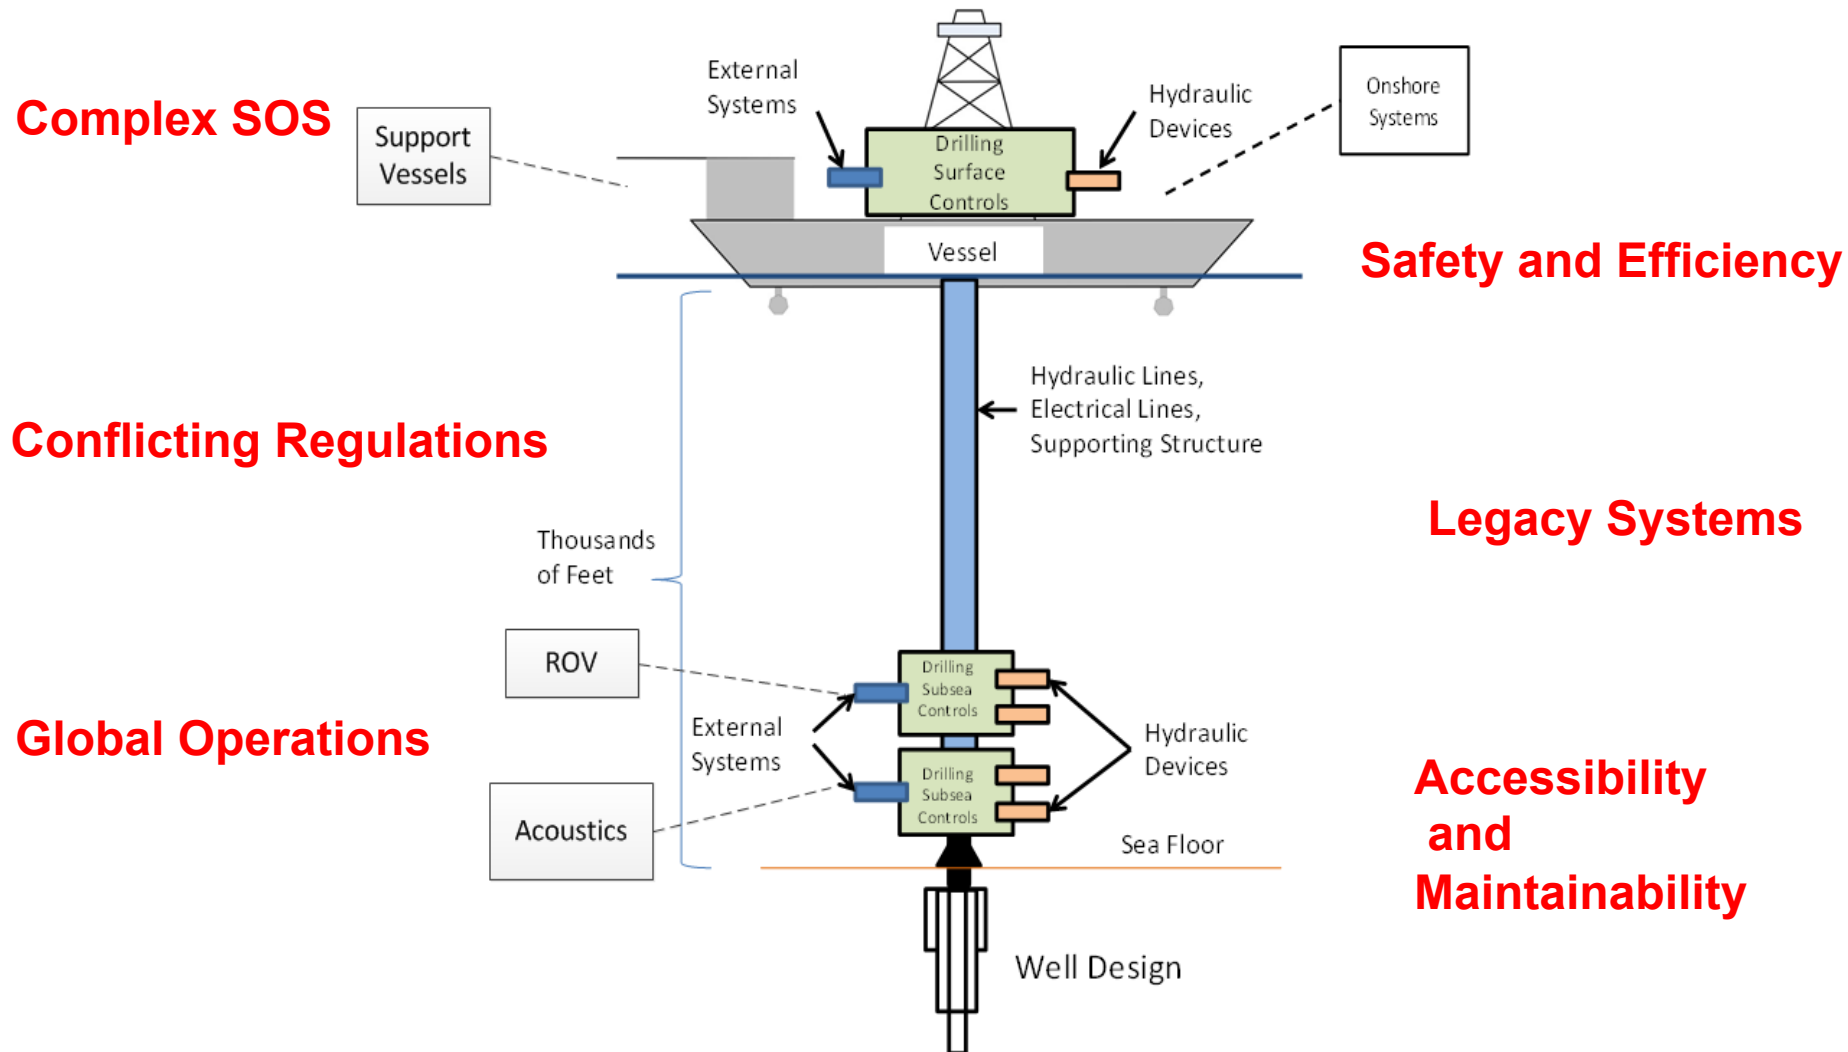 Complex SOS
Support
Vessels
External
Systems
Drilling
Surface
Controls
Hydraulic
Devices
Onshore
Systems
Vessel
Safety and Efficiency
Hydraulic Lines,
Electrical Lines,
Supporting Structure
Conflicting Regulations
Legacy Systems
Thousands
of Feet
ROV
Drilling
Subsea
Controls
Global Operations
External
Systems
Hydraulic
Devices
Drilling
Subsea
Controls
Acoustics
Accessibility
and
Maintainability
Sea Floor
Well Design